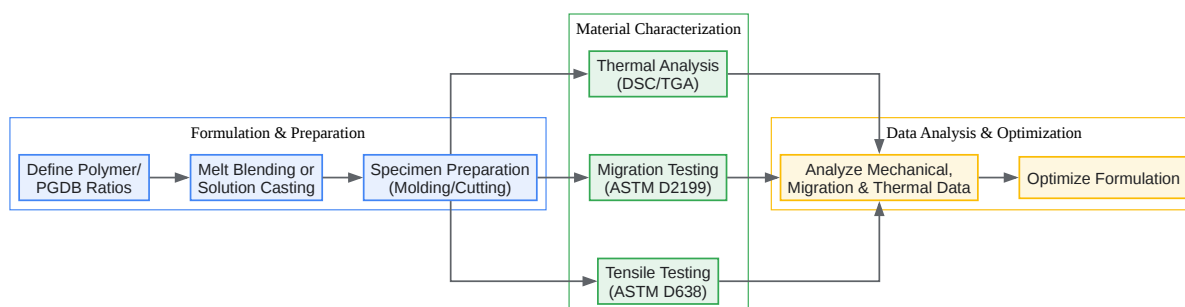 Material Characterization
Thermal Analysis
(DSC/TGA)
Formulation & Preparation
Data Analysis & Optimization
Define Polymer/
PGDB Ratios
Melt Blending or
Solution Casting
Specimen Preparation
(Molding/Cutting)
Migration Testing
(ASTM D2199)
Analyze Mechanical,
Migration & Thermal Data
Optimize Formulation
Tensile Testing
(ASTM D638)